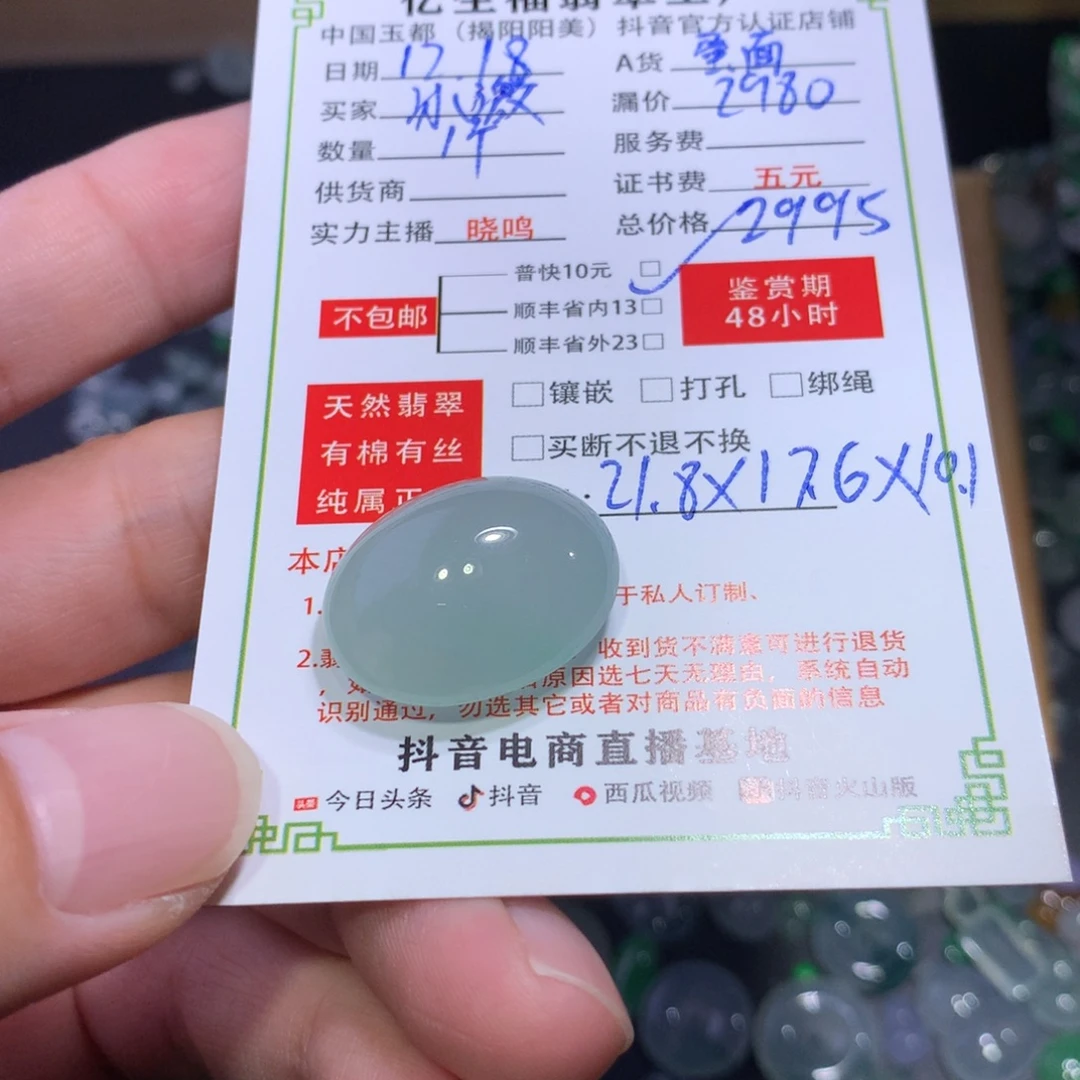 中国玉都（揭阳阳美）抖音官方认证店铺
日期 12.18 A货 蛋面
买家 漏价 2980
数量 1个 服务费
供货商 证书费 五元
实力主播 晓鸣 总价格 2995
普快10元 □
不包邮 顺丰省内13□
顺丰省外23□
鉴赏期
48小时
天然翡翠
有棉有丝
纯属正
□镶嵌 □打孔 □绑绳
□买断不退不换
21.8X17.6X10.1
本店
1. 于私人订制、
2.翡 收到货不满意可进行退货
，如 原因选七天无理由，系统自动
识别通过，勿选其它或者对商品有负面的信息
抖音电商直播基地
头条 今日头条 抖音 西瓜视频 抖音火山版